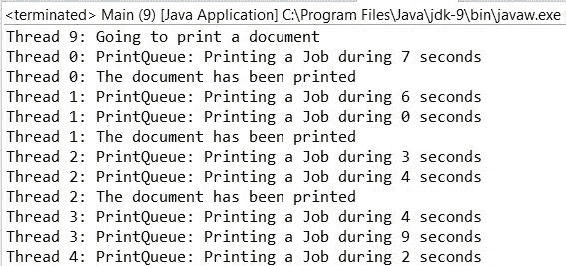 <terminated> Main (9) [Java Application] C:\Program Files\Java\jdk-9\bin\javaw.exe
Thread 9: Going to print a document
Thread 0: PrintQueue: Printing a Job during 7 seconds
Thread 0: The document has been printed
Thread 1: PrintQueue: Printing a Job during 6 seconds
Thread 1: PrintQueue: Printing a Job during 0 seconds
Thread 1: The document has been printed
Thread 2: PrintQueue: Printing a Job during 3 seconds
Thread 2: PrintQueue: Printing a Job during 4 seconds
Thread 2: The document has been printed
Thread 3: PrintQueue: Printing a Job during 4 seconds
Thread 3: PrintQueue: Printing a Job during 9 seconds
Thread 4: PrintQueue: Printing a Job during 2 seconds